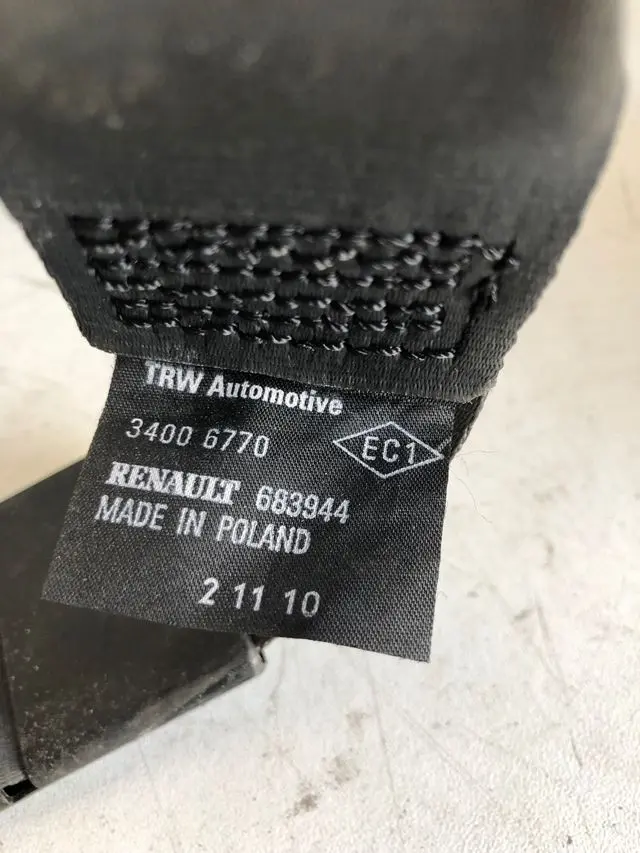 TRW Automotive
3400 6770 EC1
RENAULT 683944
MADE IN POLAND
2 11 10